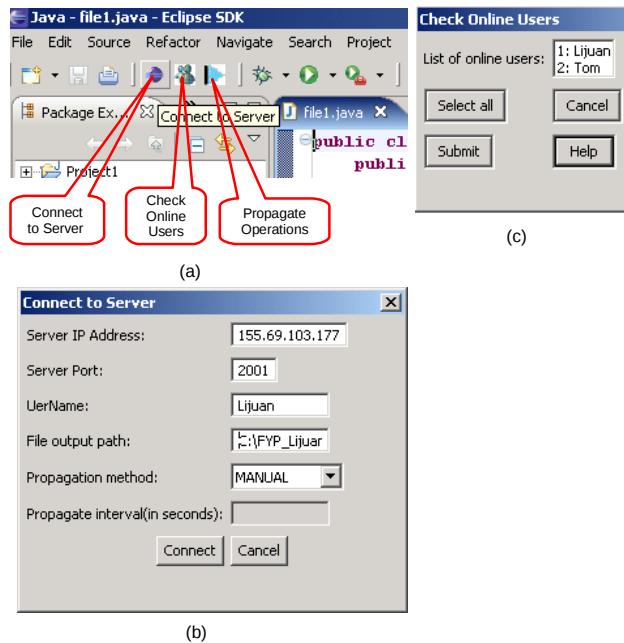 Java - file1.java - Eclipse SDK
File Edit Source Refactor Navigate Search Project
Package Ex...
file1.java
Connect to Server
public cl
publi
Project1
Connect
to Server
Check
Online
Users
Propagate
Operations
(a)
Check Online Users
List of online users:
1: Lijuan
2: Tom
Select all
Cancel
Submit
Help
(c)
Connect to Server
Server IP Address:
155.69.103.177
Server Port:
2001
UerName:
Lijuan
File output path:
:\FYP_Lijuar
Propagation method:
MANUAL
Propagate interval(in seconds):
Connect
Cancel
(b)